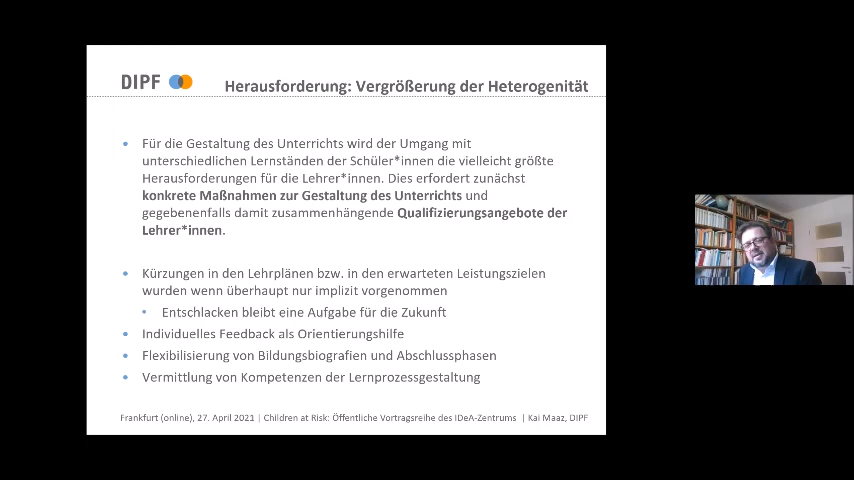 DIPF
Herausforderung: Vergrößerung der Heterogenität
• Für die Gestaltung des Unterrichts wird der Umgang mit
unterschiedlichen Lernständen der Schüler*innen die vielleicht größte
Herausforderungen für die Lehrer*innen. Dies erfordert zunächst
konkrete Maßnahmen zur Gestaltung des Unterrichts und
gegebenenfalls damit zusammenhängende Qualifizierungsangebote der
Lehrer*innen.
• Kürzungen in den Lehrplänen bzw. in den erwarteten Leistungszielen
wurden wenn überhaupt nur implizit vorgenommen
• Entschlacken bleibt eine Aufgabe für die Zukunft
• Individuelles Feedback als Orientierungshilfe
• Flexibilisierung von Bildungsbiografien und Abschlussphasen
• Vermittlung von Kompetenzen der Lernprozessgestaltung
Frankfurt (online), 27. April 2021 | Children at Risk: Öffentliche Vortragsreihe des IDeA-Zentrums | Kai Maaz, DIPF